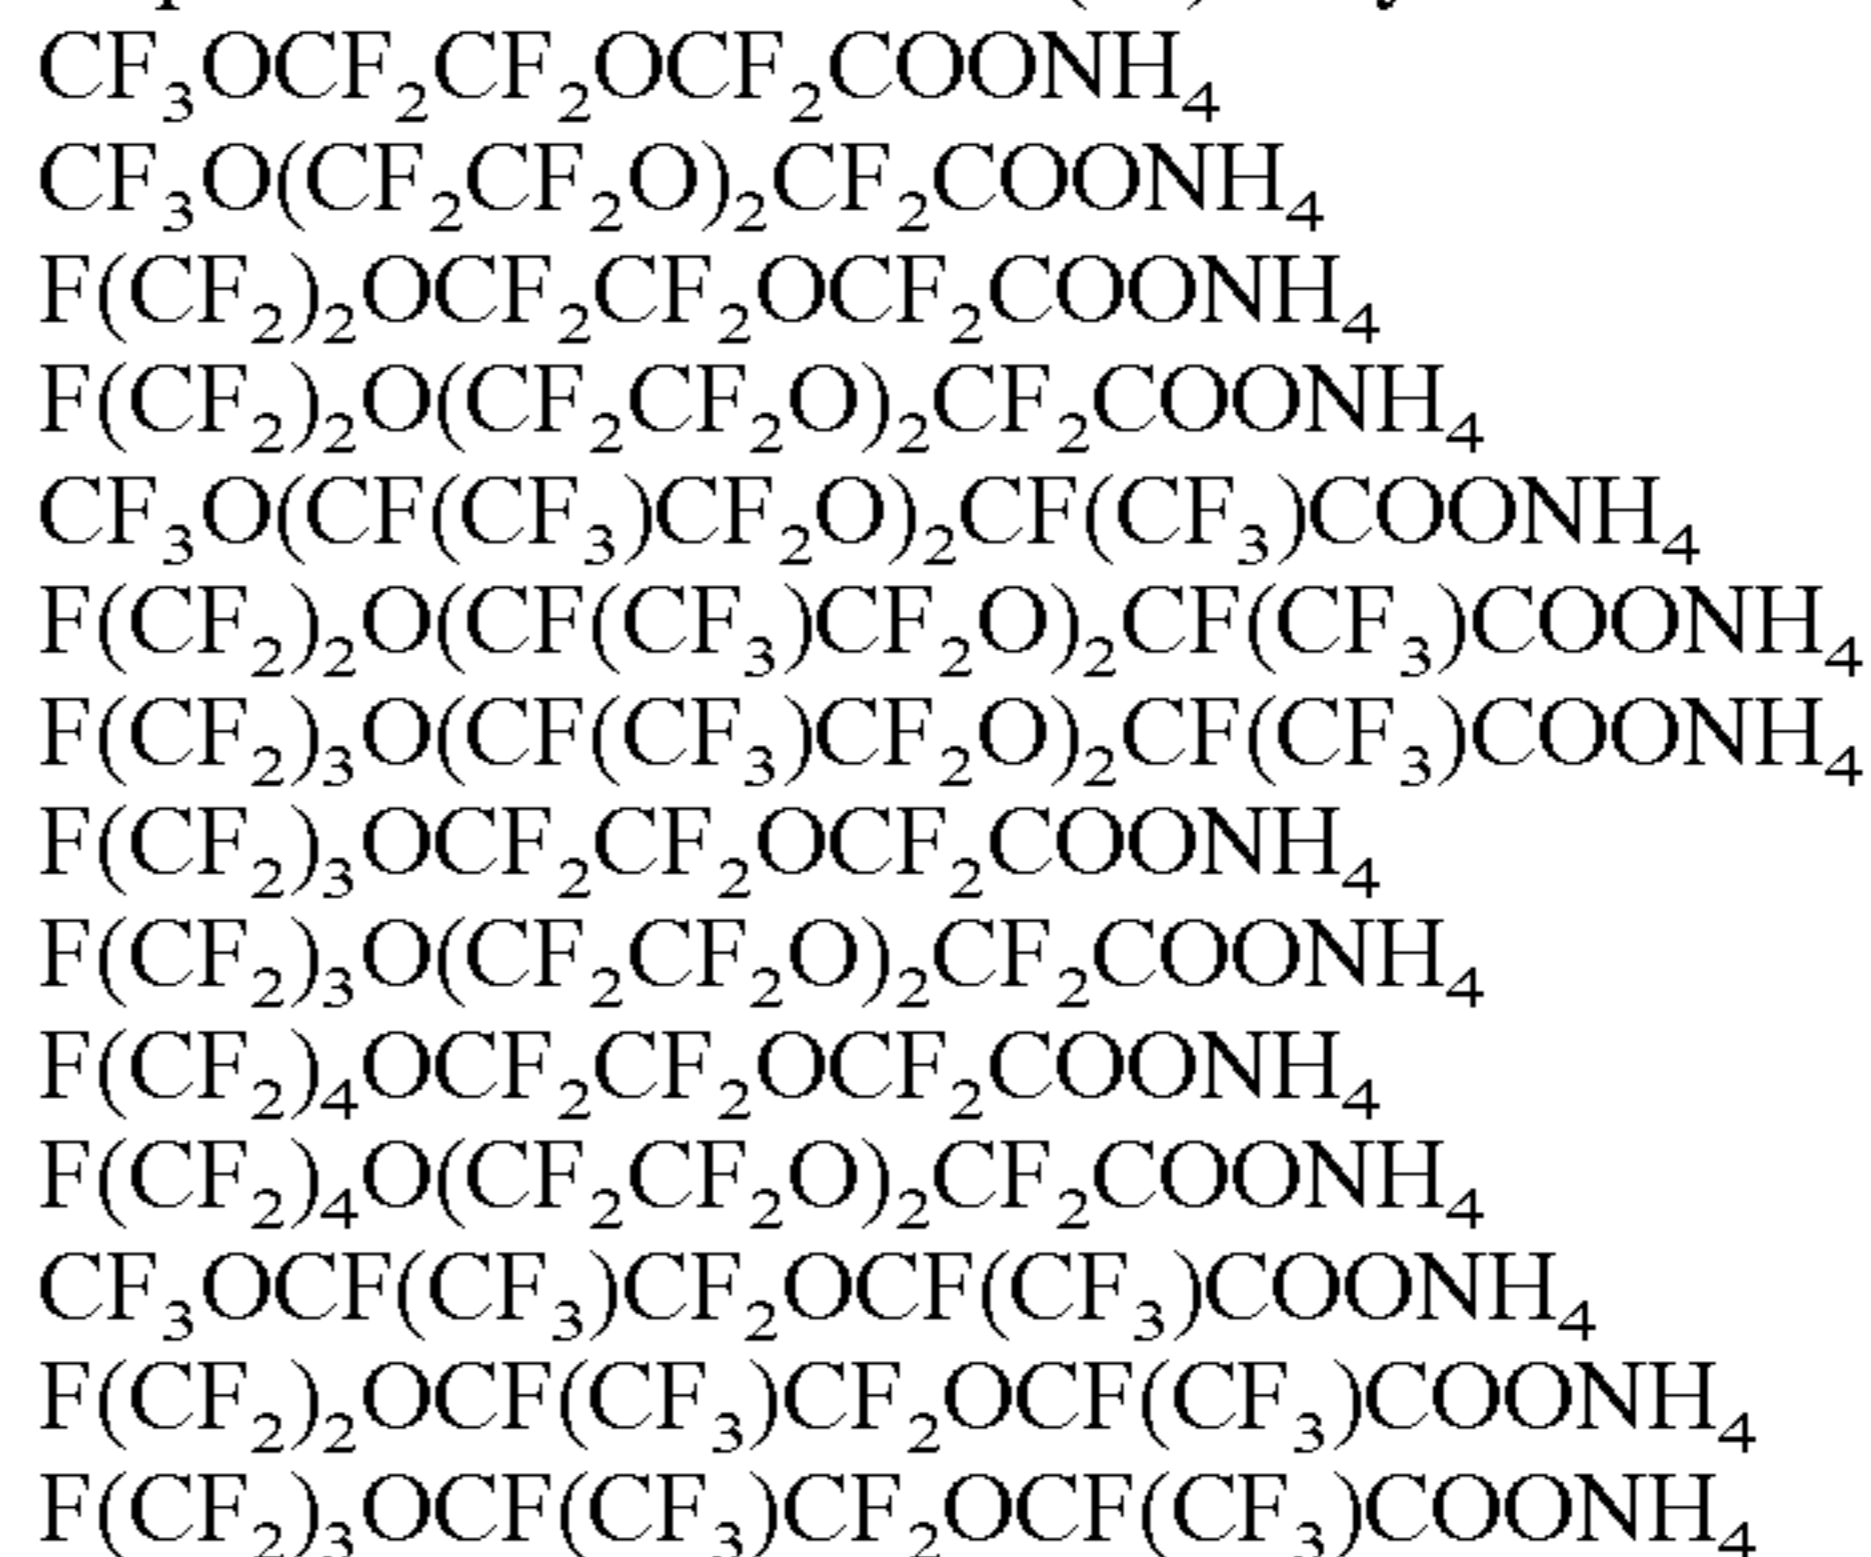 CF₃OCF₂CF₂OCF₂COONH₄
CF₃O(CF₂CF₂O)₂CF₂COONH₄
F(CF₂)₂OCF₂CF₂OCF₂COONH₄
F(CF₂)₂O(CF₂CF₂O)₂CF₂COONH₄
CF₃O(CF(CF₃)CF₂O)₂CF(CF₃)COONH₄
F(CF₂)₂O(CF(CF₃)CF₂O)₂CF(CF₃)COONH₄
F(CF₂)₃O(CF(CF₃)CF₂O)₂CF(CF₃)COONH₄
F(CF₂)₃OCF₂CF₂OCF₂COONH₄
F(CF₂)₃O(CF₂CF₂O)₂CF₂COONH₄
F(CF₂)₄OCF₂CF₂OCF₂COONH₄
F(CF₂)₄O(CF₂CF₂O)₂CF₂COONH₄
CF₃OCF(CF₃)CF₂OCF(CF₃)COONH₄
F(CF₂)₂OCF(CF₃)CF₂OCF(CF₃)COONH₄
F(CF₂)₃OCF(CF₃)CF₂OCF(CF₃)COONH₄